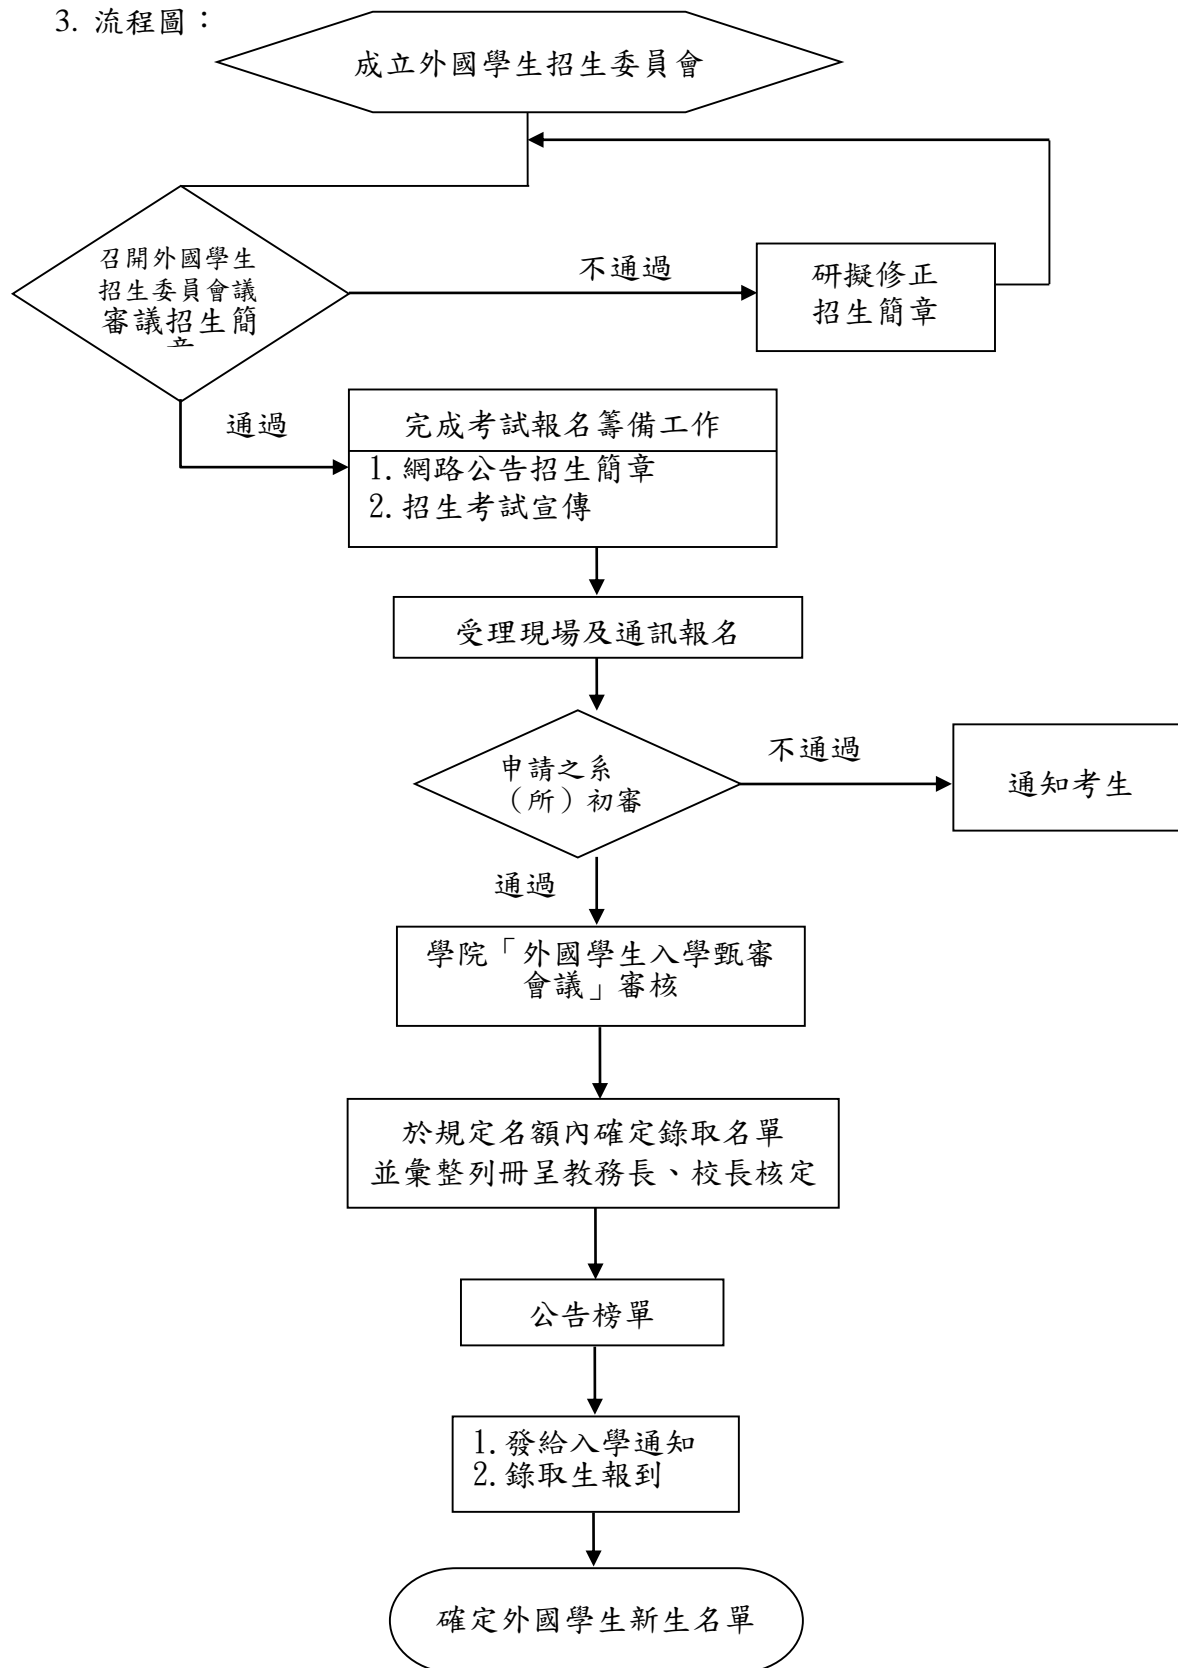 3. 流程圖：
成立外國學生招生委員會
召開外國學生
招生委員會議
審議招生簡
不通過
研擬修正
招生簡章
通過
完成考試報名籌備工作
1. 網路公告招生簡章
2. 招生考試宣傳
受理現場及通訊報名
申請之系
（所）初審
不通過
通知考生
通過
學院「外國學生入學甄審
會議」審核
於規定名額內確定錄取名單
並彙整列冊呈教務長、校長核定
公告榜單
1. 發給入學通知
2. 錄取生報到
確定外國學生新生名單